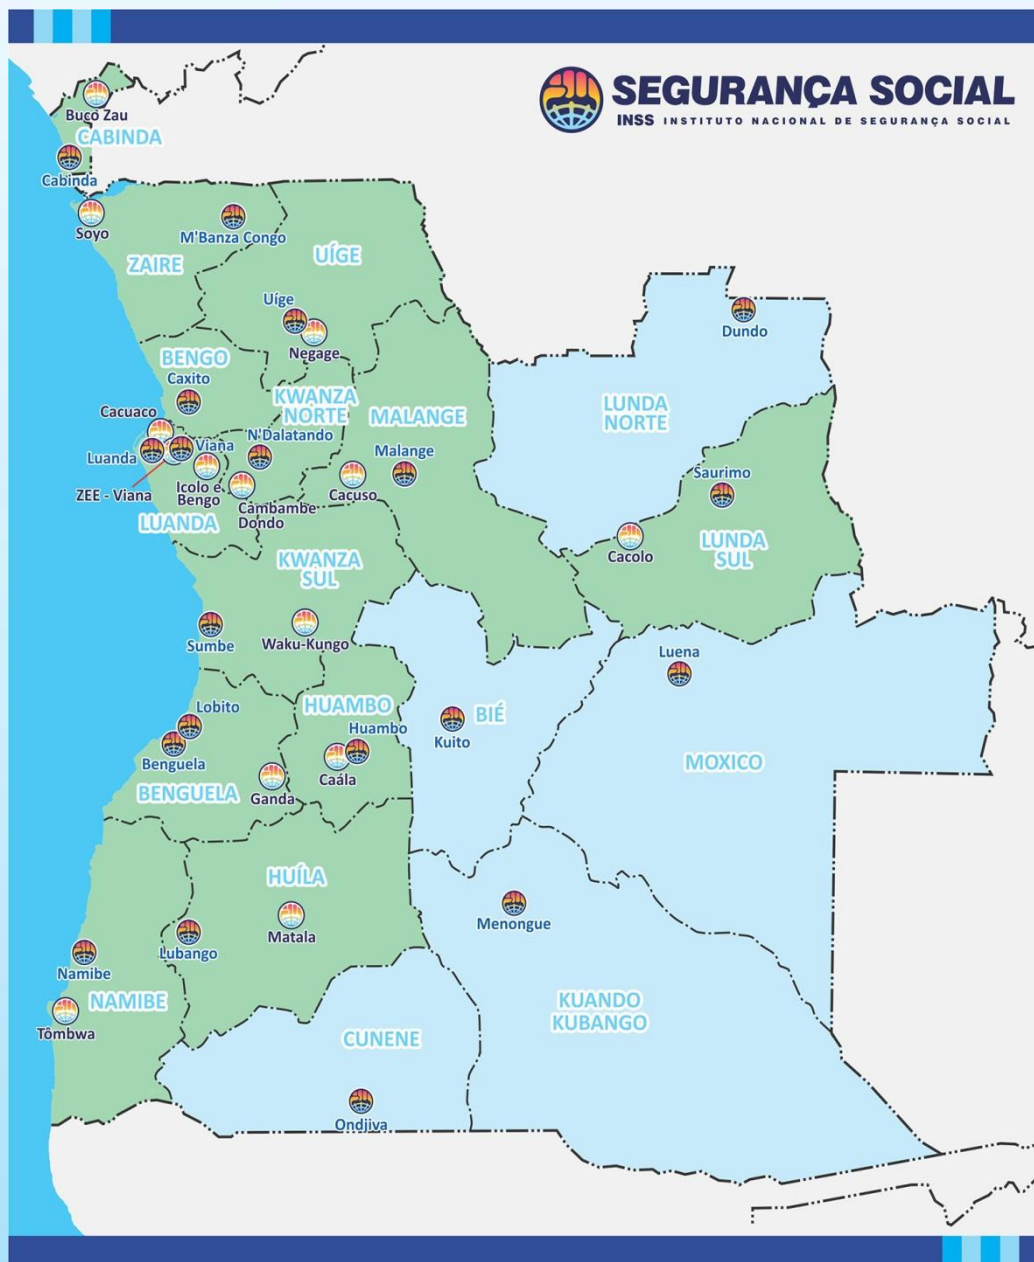 SEGURANÇA SOCIAL
INSS INSTITUTO NACIONAL DE SEGURANÇA SOCIAL
Buco Zau
CABINDA
Cabinda
Soyo
M'Banza Congo
ZAIRE
UÍGE
Uíge
Negage
Dundo
BENGO
Caxito
KWANZA
NORTE
MALANGE
LUNDA
NORTE
Cacuaco
Luanda
Viana
N'Dalatando
Malange
ZEE - Viana
Icolo e
Bengo
Cambambe
Dondo
Cacuso
Saurimo
LUANDA
Cacolo
LUNDA
SUL
KWANZA
SUL
Sumbe
Waku-Kungo
Luena
Lobito
HUAMBO
Huambo
BIÉ
Kuito
Benguela
Caála
MOXICO
BENGUELA
Ganda
HUÍLA
Matala
Menongue
Lubango
Namibe
NAMIBE
Tômbwa
KUANDO
KUBANGO
CUNENE
Ondjiva